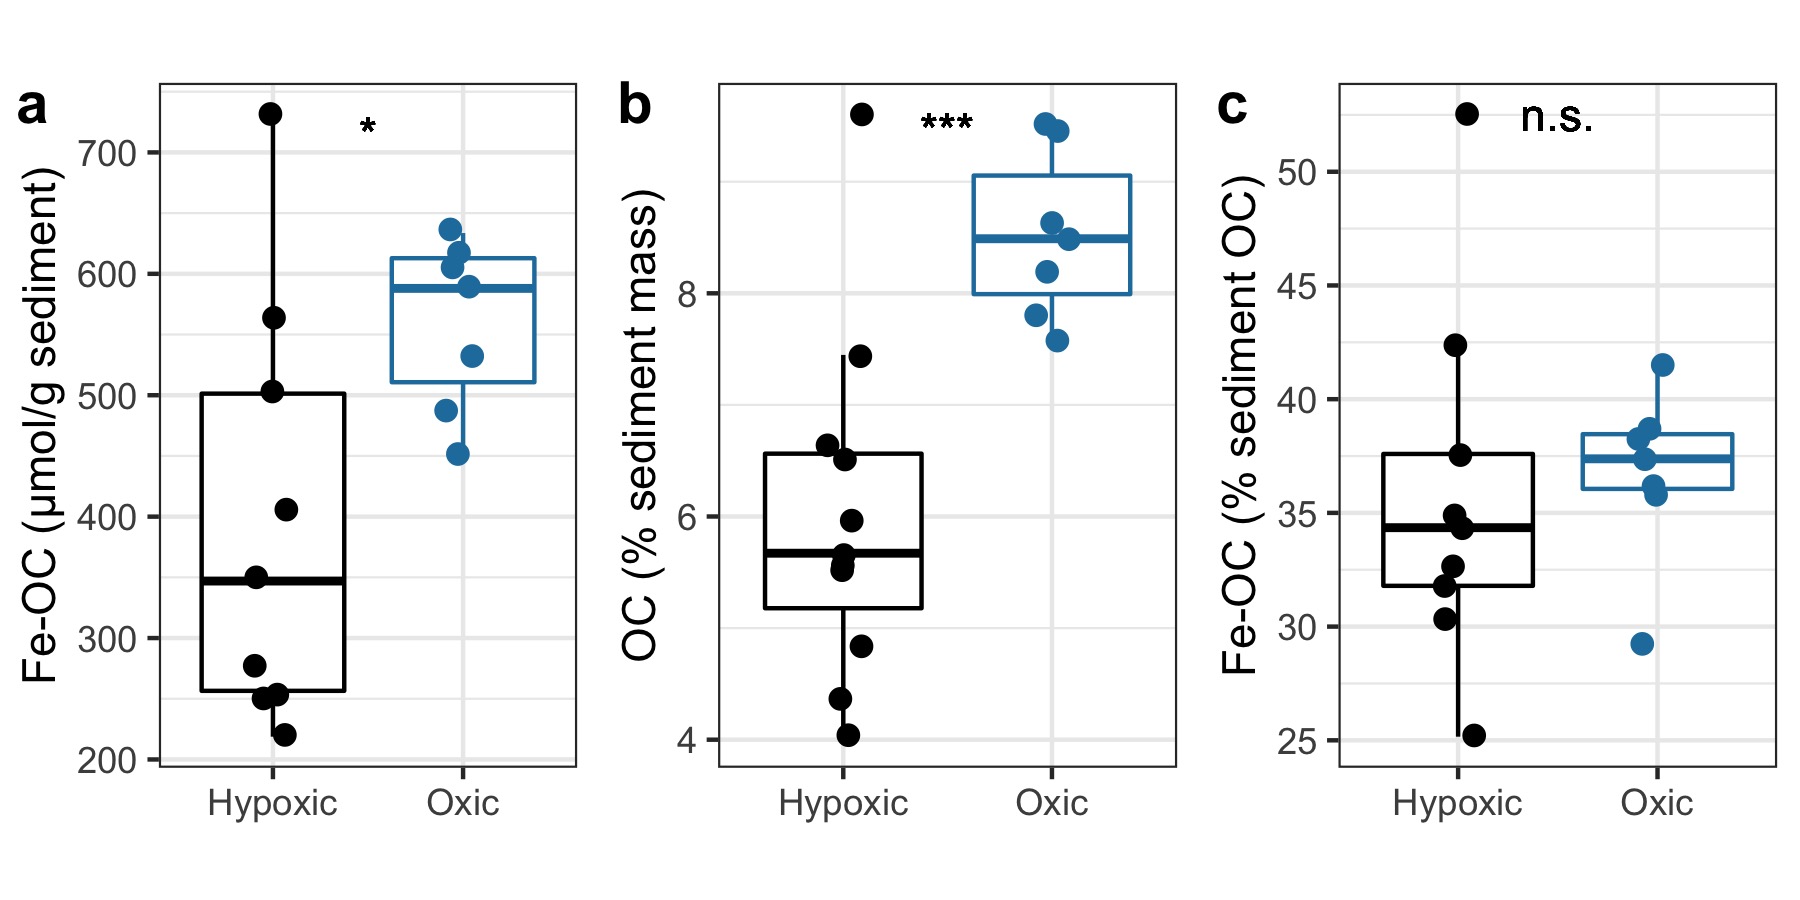 a
Fe-OC (µmol/g sediment)
700
600
500
400
300
200
*
Hypoxic
Oxic
b
OC (% sediment mass)
8
6
4
***
Hypoxic
Oxic
c
Fe-OC (% sediment OC)
50
45
40
35
30
25
n.s.
Hypoxic
Oxic